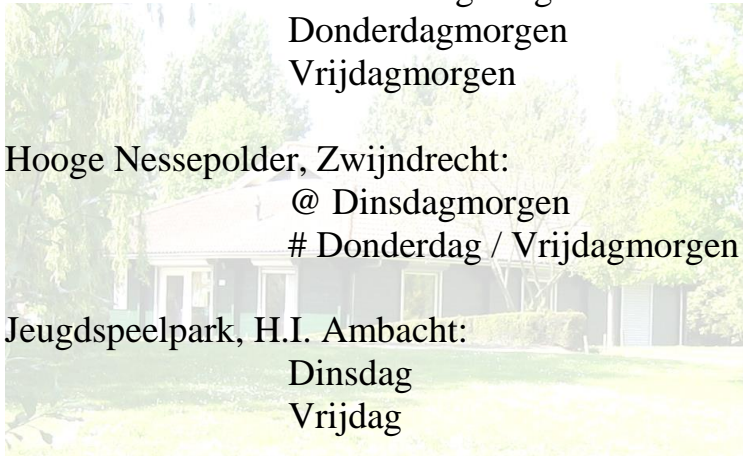 Donderdagmorgen
Vrijdagmorgen
Hooge Nessepolder, Zwijndrecht:
@ Dinsdagmorgen
# Donderdag / Vrijdagmorgen
Jeugdspeelpark, H.I. Ambacht:
Dinsdag
Vrijdag